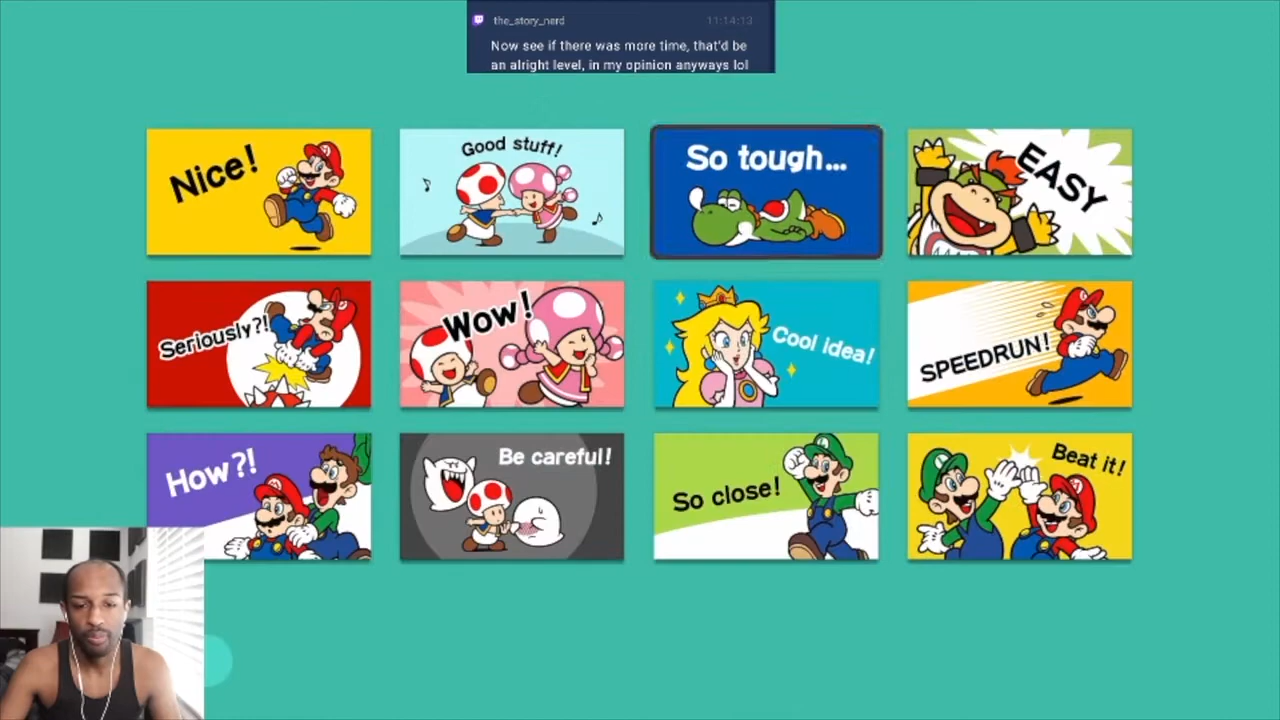 the_story_nerd 11:14:13
Now see if there was more time, that'd be
an alright level, in my opinion anyways lol
Nice!
Good stuff!
So tough...
EASY
Seriously?!
Wow!
Cool idea!
SPEEDRUN!
How?!
Be careful!
So close!
Beat it!